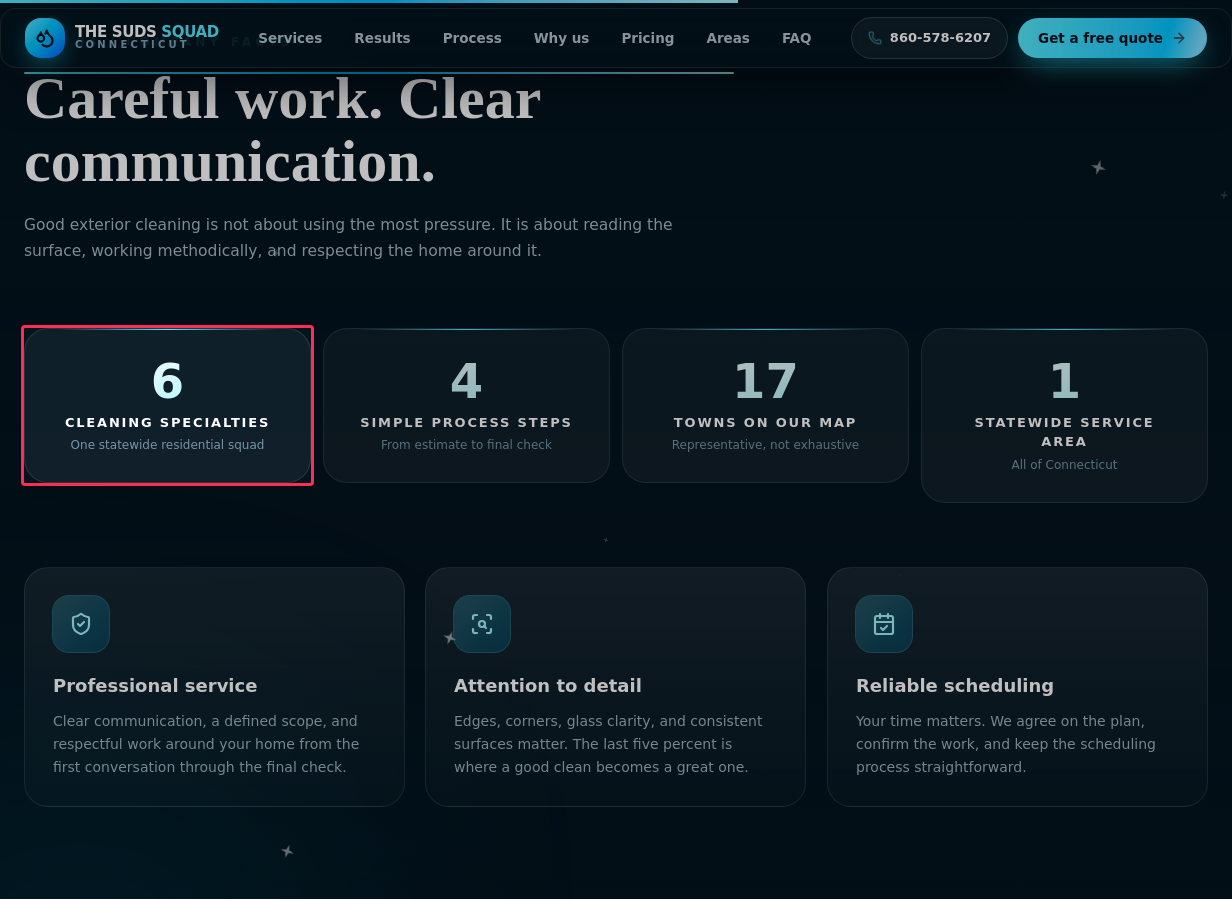 THE SUDS SQUAD
CONNECTICUT
Services
Results
Process
Why us
Pricing
Areas
FAQ
860-578-6207
Get a free quote
Careful work. Clear
communication.
Good exterior cleaning is not about using the most pressure. It is about reading the
surface, working methodically, and respecting the home around it.
6
CLEANING SPECIALTIES
One statewide residential squad
4
SIMPLE PROCESS STEPS
From estimate to final check
17
TOWNS ON OUR MAP
Representative, not exhaustive
1
STATEWIDE SERVICE
AREA
All of Connecticut
Professional service
Clear communication, a defined scope, and
respectful work around your home from the
first conversation through the final check.
Attention to detail
Edges, corners, glass clarity, and consistent
surfaces matter. The last five percent is
where a good clean becomes a great one.
Reliable scheduling
Your time matters. We agree on the plan,
confirm the work, and keep the scheduling
process straightforward.